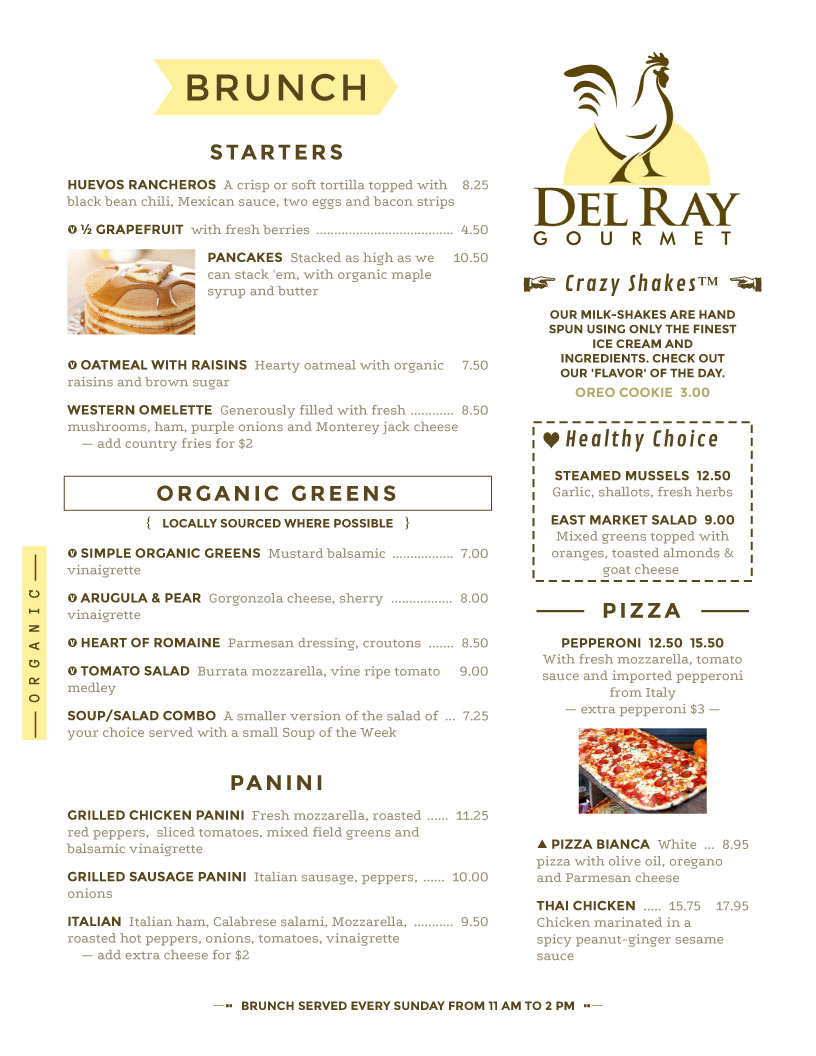 BRUNCH
STARTERS
HUEVOS RANCHEROS A crisp or soft tortilla topped with 8.25
black bean chili, Mexican sauce, two eggs and bacon strips
Ⓥ ½ GRAPEFRUIT with fresh berries ...................................... 4.50
PANCAKES Stacked as high as we 10.50
can stack 'em, with organic maple
syrup and butter
Ⓥ OATMEAL WITH RAISINS Hearty oatmeal with organic 7.50
raisins and brown sugar
WESTERN OMELETTE Generously filled with fresh ............ 8.50
mushrooms, ham, purple onions and Monterey jack cheese
— add country fries for $2
ORGANIC GREENS
{ LOCALLY SOURCED WHERE POSSIBLE }
Ⓥ SIMPLE ORGANIC GREENS Mustard balsamic ................. 7.00
vinaigrette
Ⓥ ARUGULA & PEAR Gorgonzola cheese, sherry ................. 8.00
vinaigrette
Ⓥ HEART OF ROMAINE Parmesan dressing, croutons ....... 8.50
Ⓥ TOMATO SALAD Burrata mozzarella, vine ripe tomato 9.00
medley
SOUP/SALAD COMBO A smaller version of the salad of ... 7.25
your choice served with a small Soup of the Week
— ORGANIC —
PANINI
GRILLED CHICKEN PANINI Fresh mozzarella, roasted ...... 11.25
red peppers, sliced tomatoes, mixed field greens and
balsamic vinaigrette
GRILLED SAUSAGE PANINI Italian sausage, peppers, ...... 10.00
onions
ITALIAN Italian ham, Calabrese salami, Mozzarella, ........... 9.50
roasted hot peppers, onions, tomatoes, vinaigrette
— add extra cheese for $2
DEL RAY
GOURMET
Crazy Shakes™
OUR MILK-SHAKES ARE HAND
SPUN USING ONLY THE FINEST
ICE CREAM AND
INGREDIENTS. CHECK OUT
OUR 'FLAVOR' OF THE DAY.
OREO COOKIE 3.00
♥ Healthy Choice
STEAMED MUSSELS 12.50
Garlic, shallots, fresh herbs
EAST MARKET SALAD 9.00
Mixed greens topped with
oranges, toasted almonds &
goat cheese
PIZZA
PEPPERONI 12.50 15.50
With fresh mozzarella, tomato
sauce and imported pepperoni
from Italy
— extra pepperoni $3 —
▲ PIZZA BIANCA White ... 8.95
pizza with olive oil, oregano
and Parmesan cheese
THAI CHICKEN ..... 15.75 17.95
Chicken marinated in a
spicy peanut-ginger sesame
sauce
BRUNCH SERVED EVERY SUNDAY FROM 11 AM TO 2 PM